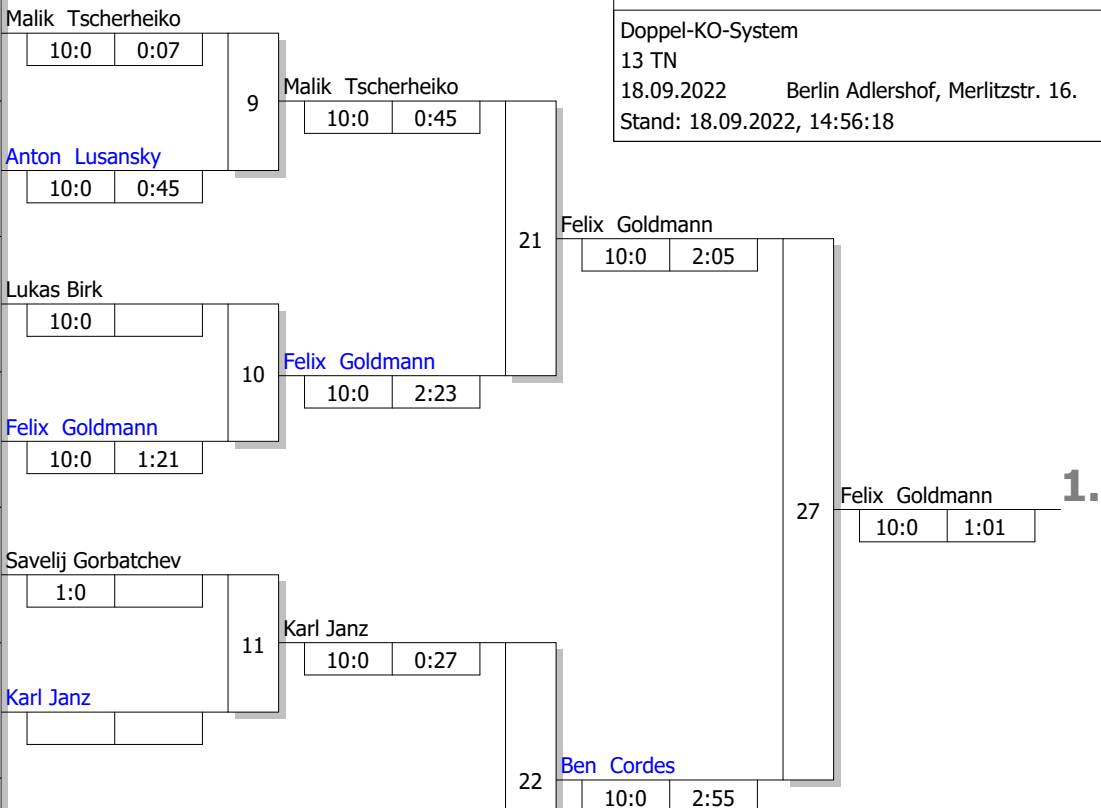 Malik Tscherheiko
10:0 0:07
Doppel-KO-System
13 TN
18.09.2022 Berlin Adlershof, Merlitzstr. 16.
Stand: 18.09.2022, 14:56:18
9
Malik Tscherheiko
10:0 0:45
Anton Lusansky
10:0 0:45
21
Felix Goldmann
10:0 2:05
Lukas Birk
10:0
10
Felix Goldmann
10:0 2:23
Felix Goldmann
10:0 1:21
27
Felix Goldmann
1.
10:0 1:01
Savelij Gorbatchev
1:0
11
Karl Janz
10:0 0:27
Karl Janz
22
Ben Cordes
10:0 2:55